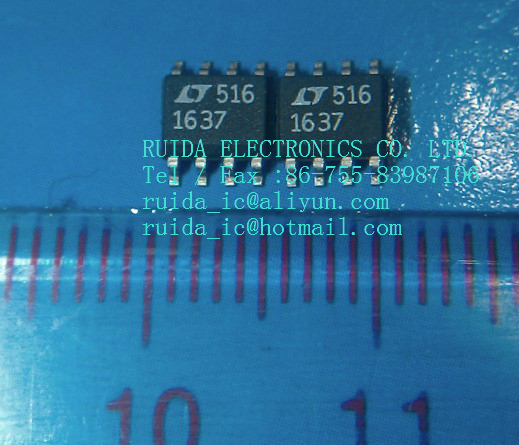 LT 516 LT 516
1637 1637
RUIDA ELECTRONICS CO. LTD.
Tel / Fax :86-755-83987106
ruida_ic@aliyun.com
ruida_ic@hotmail.com
10 11